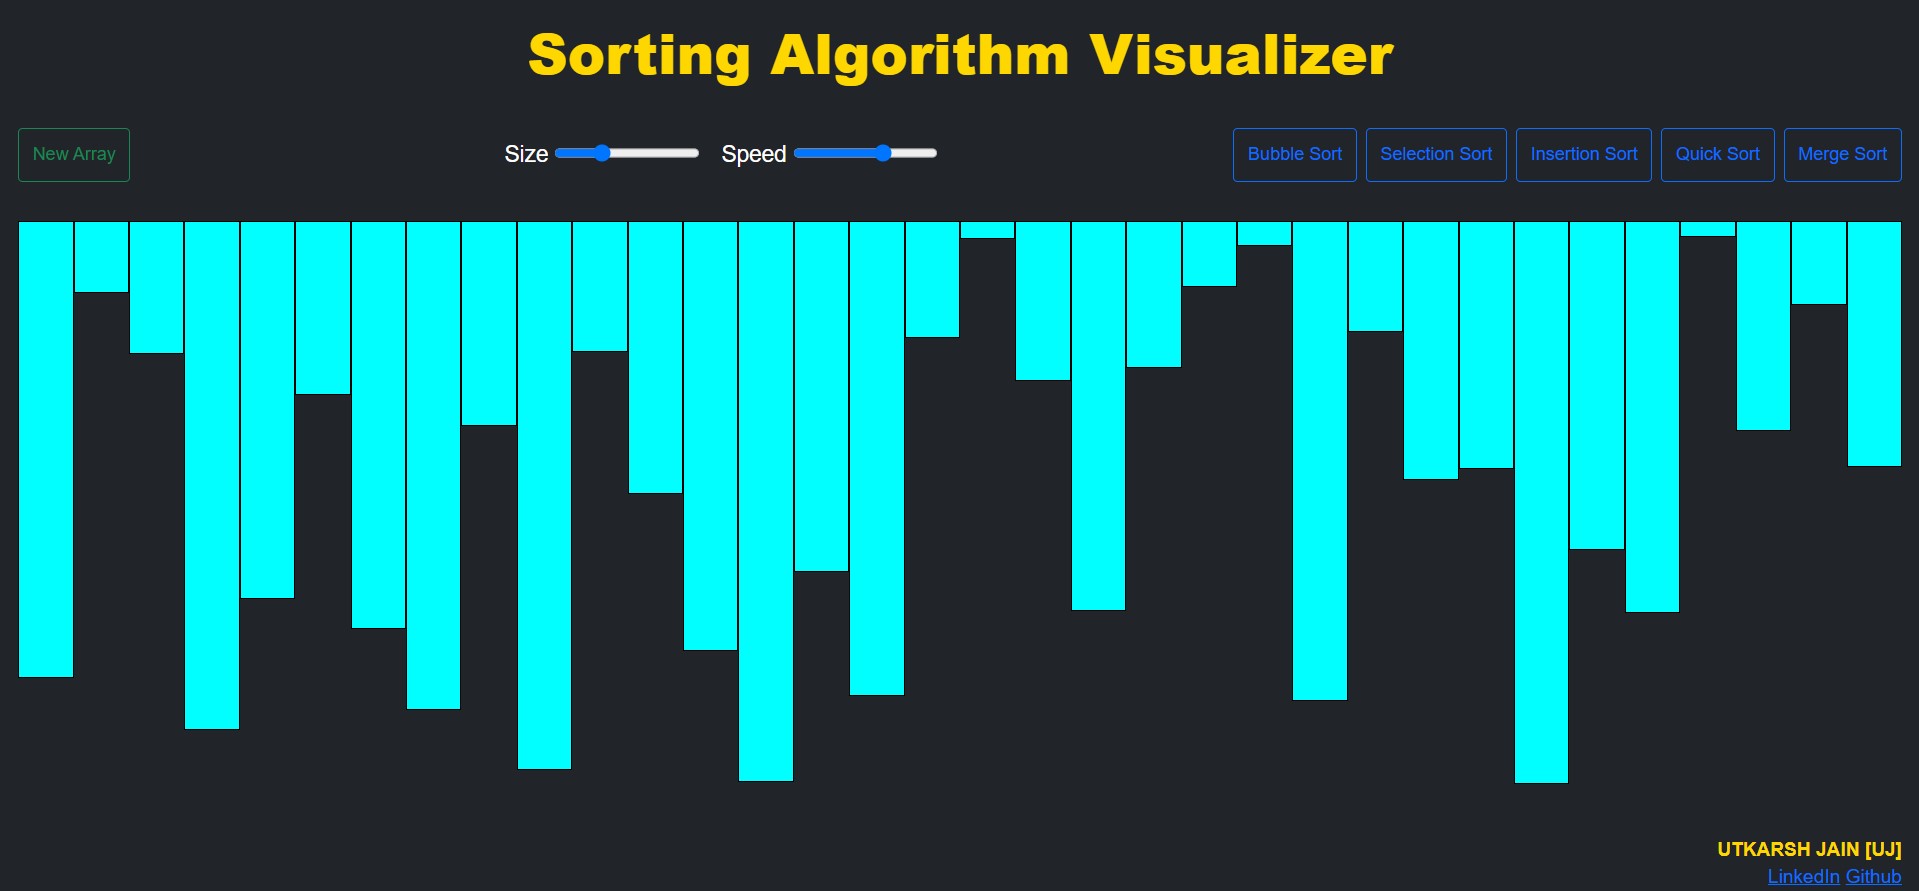 Sorting Algorithm Visualizer
New Array
Size
Speed
Bubble Sort
Selection Sort
Insertion Sort
Quick Sort
Merge Sort
UTKARSH JAIN [UJ]
LinkedIn Github